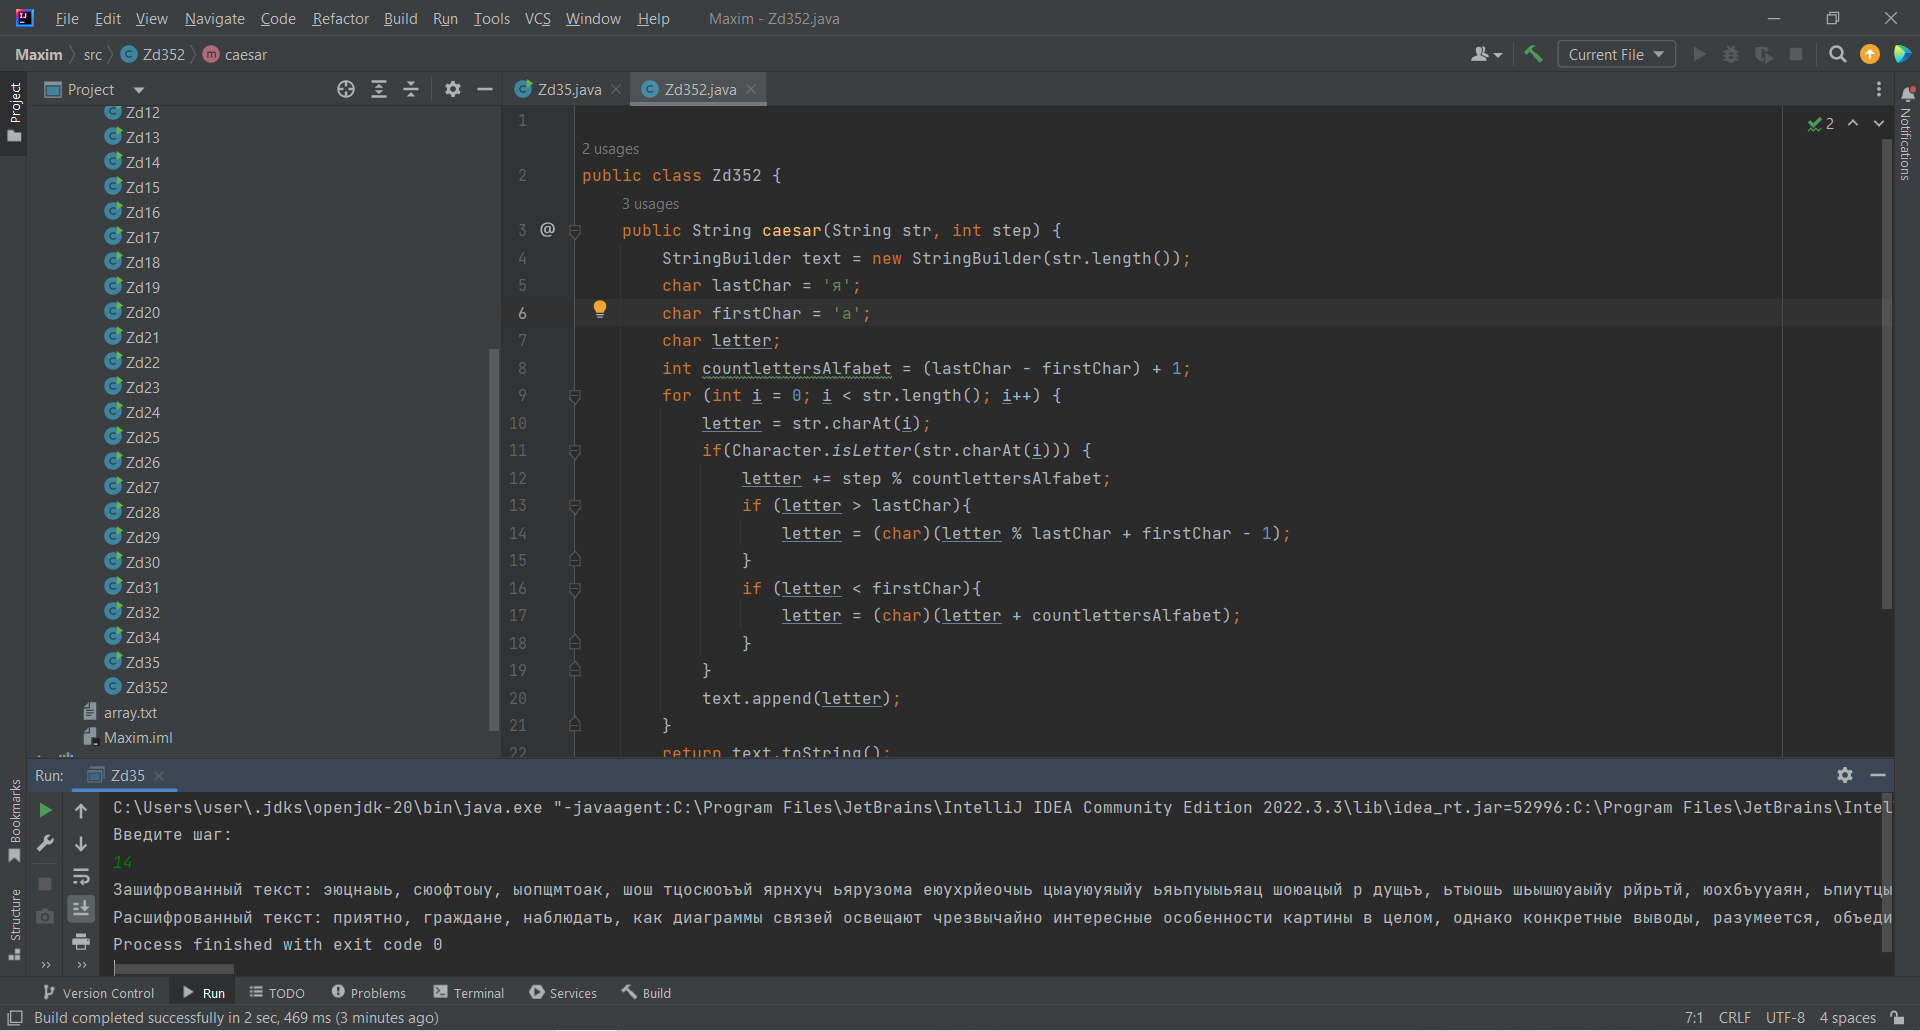 File Edit View Navigate Code Refactor Build Run Tools VCS Window Help Maxim - Zd352.java
Maxim src Zd352 caesar Current File
Project Project Zd35.java Zd352.java
Zd12
Zd13
Zd14
Zd15
Zd16
Zd17
Zd18
Zd19
Zd20
Zd21
Zd22
Zd23
Zd24
Zd25
Zd26
Zd27
Zd28
Zd29
Zd30
Zd31
Zd32
Zd34
Zd35
Zd352
array.txt
Maxim.iml
1
2 usages
2 public class Zd352 {
3 usages
3 @ public String caesar(String str, int step) {
4 StringBuilder text = new StringBuilder(str.length());
5 char lastChar = 'я';
6 char firstChar = 'а';
7 char letter;
8 int countlettersAlfabet = (lastChar - firstChar) + 1;
9 for (int i = 0; i < str.length(); i++) {
10 letter = str.charAt(i);
11 if(Character.isLetter(str.charAt(i))) {
12 letter += step % countlettersAlfabet;
13 if (letter > lastChar){
14 letter = (char)(letter % lastChar + firstChar - 1);
15 }
16 if (letter < firstChar){
17 letter = (char)(letter + countlettersAlfabet);
18 }
19 }
20 text.append(letter);
21 }
22 return text.toString();
2
Notifications
Run: Zd35
C:\Users\user\.jdks\openjdk-20\bin\java.exe "-javaagent:C:\Program Files\JetBrains\IntelliJ IDEA Community Edition 2022.3.3\lib\idea_rt.jar=52996:C:\Program Files\JetBrains\Intel
Введите шаг:
14
Зашифрованный текст: эюцнаыь, сюофтоыу, ыопщмтоак, шош тцосюоъъй ярнхуч ьярузома еюухрйеочыь цыауюуяыйу ьяьпуыыьяац шоюацый р дущьъ, ьтыошь шьышюуаыйу рйрьтй, юохбъууаян, ьпиутцы
Расшифрованный текст: приятно, граждане, наблюдать, как диаграммы связей освещают чрезвычайно интересные особенности картины в целом, однако конкретные выводы, разумеется, объеди
Process finished with exit code 0
Bookmarks
Structure
Version Control Run TODO Problems Terminal Services Build
Build completed successfully in 2 sec, 469 ms (3 minutes ago) 7:1 CRLF UTF-8 4 spaces